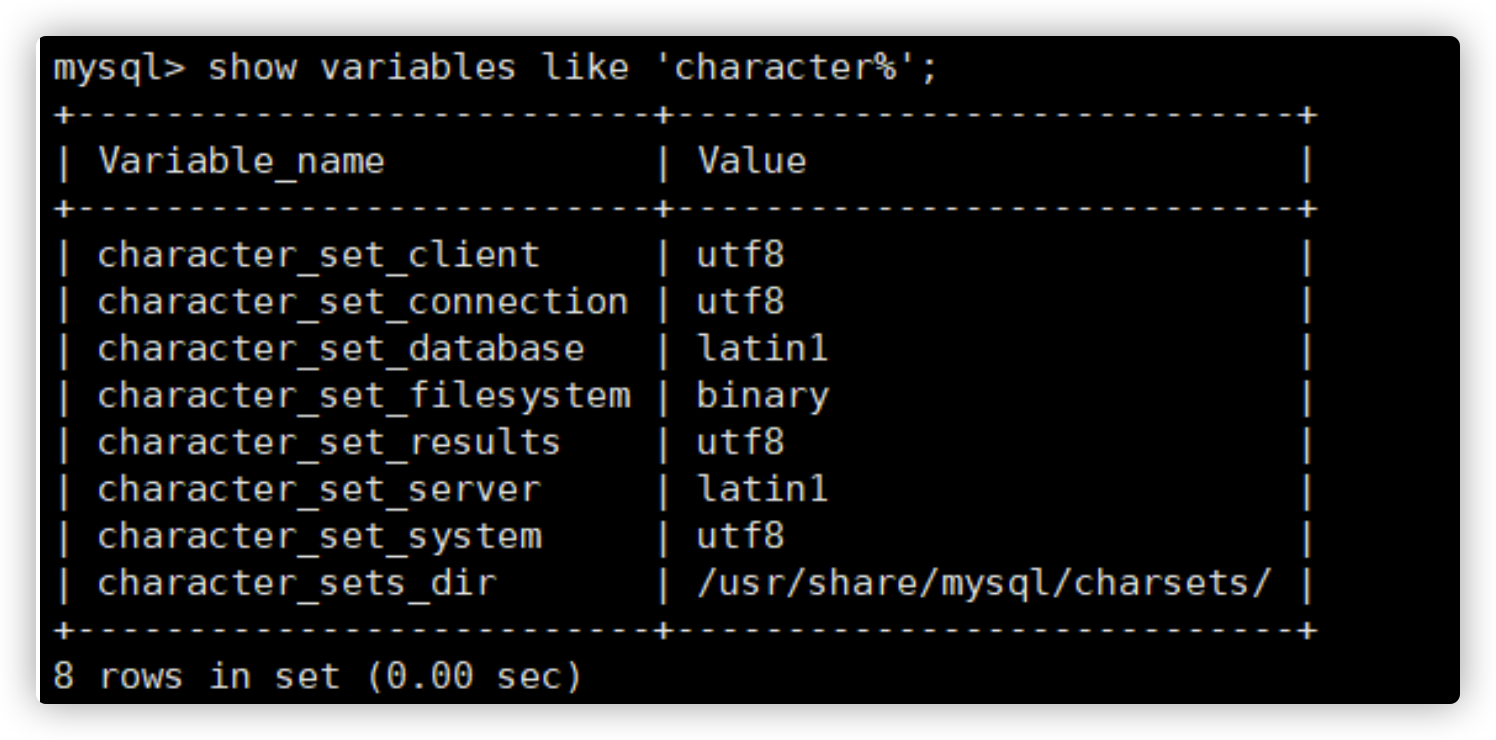 mysql> show variables like 'character%';
+--------------------------+----------------------------+
| Variable_name            | Value                      |
+--------------------------+----------------------------+
| character_set_client     | utf8                       |
| character_set_connection | utf8                       |
| character_set_database   | latin1                     |
| character_set_filesystem | binary                     |
| character_set_results    | utf8                       |
| character_set_server     | latin1                     |
| character_set_system     | utf8                       |
| character_sets_dir       | /usr/share/mysql/charsets/ |
+--------------------------+----------------------------+
8 rows in set (0.00 sec)